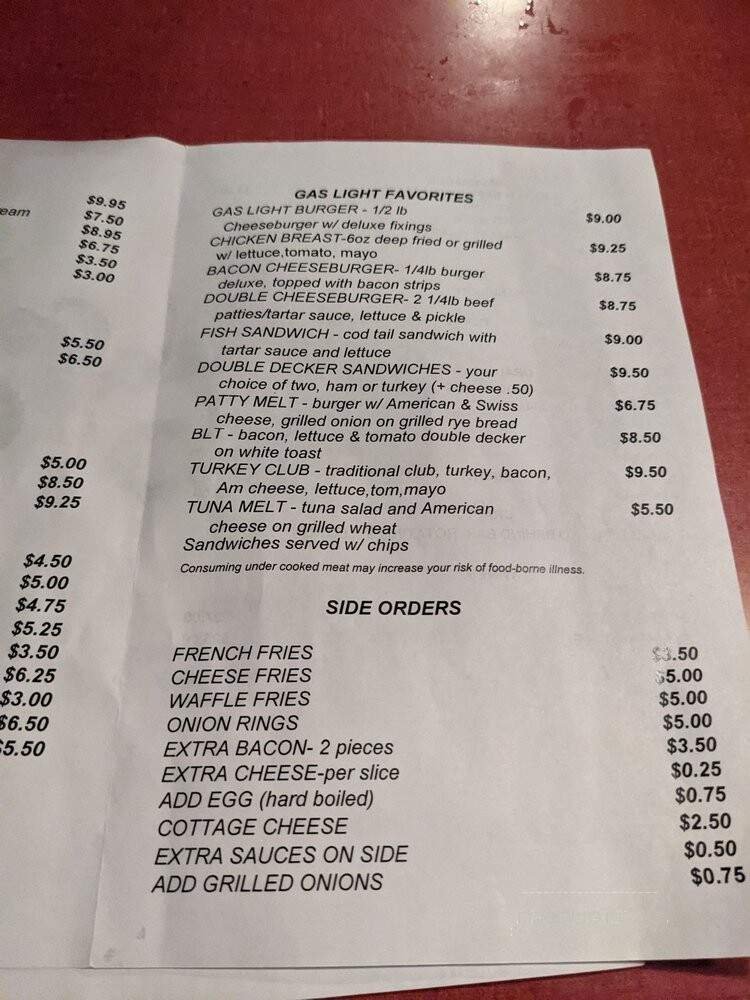 $9.95
eam $7.50
$8.95
$6.75
$3.50
$3.00
$5.50
$6.50
$5.00
$8.50
$9.25
$4.50
$5.00
$4.75
$5.25
$3.50
$6.25
$3.00
$6.50
$5.50
GAS LIGHT FAVORITES
GAS LIGHT BURGER - 1/2 lb $9.00
Cheeseburger w/ deluxe fixings
CHICKEN BREAST-6oz deep fried or grilled $9.25
w/ lettuce,tomato, mayo
BACON CHEESEBURGER- 1/4lb burger $8.75
deluxe, topped with bacon strips
DOUBLE CHEESEBURGER- 2 1/4lb beef $8.75
patties/tartar sauce, lettuce & pickle
FISH SANDWICH - cod tail sandwich with $9.00
tartar sauce and lettuce
DOUBLE DECKER SANDWICHES - your $9.50
choice of two, ham or turkey (+ cheese .50)
PATTY MELT - burger w/ American & Swiss $6.75
cheese, grilled onion on grilled rye bread
BLT - bacon, lettuce & tomato double decker $8.50
on white toast
TURKEY CLUB - traditional club, turkey, bacon, $9.50
Am cheese, lettuce,tom,mayo
TUNA MELT - tuna salad and American $5.50
cheese on grilled wheat
Sandwiches served w/ chips
Consuming under cooked meat may increase your risk of food-borne illness.
SIDE ORDERS
FRENCH FRIES $3.50
CHEESE FRIES $5.00
WAFFLE FRIES $5.00
ONION RINGS $5.00
EXTRA BACON- 2 pieces $3.50
EXTRA CHEESE-per slice $0.25
ADD EGG (hard boiled) $0.75
COTTAGE CHEESE $2.50
EXTRA SAUCES ON SIDE $0.50
ADD GRILLED ONIONS $0.75